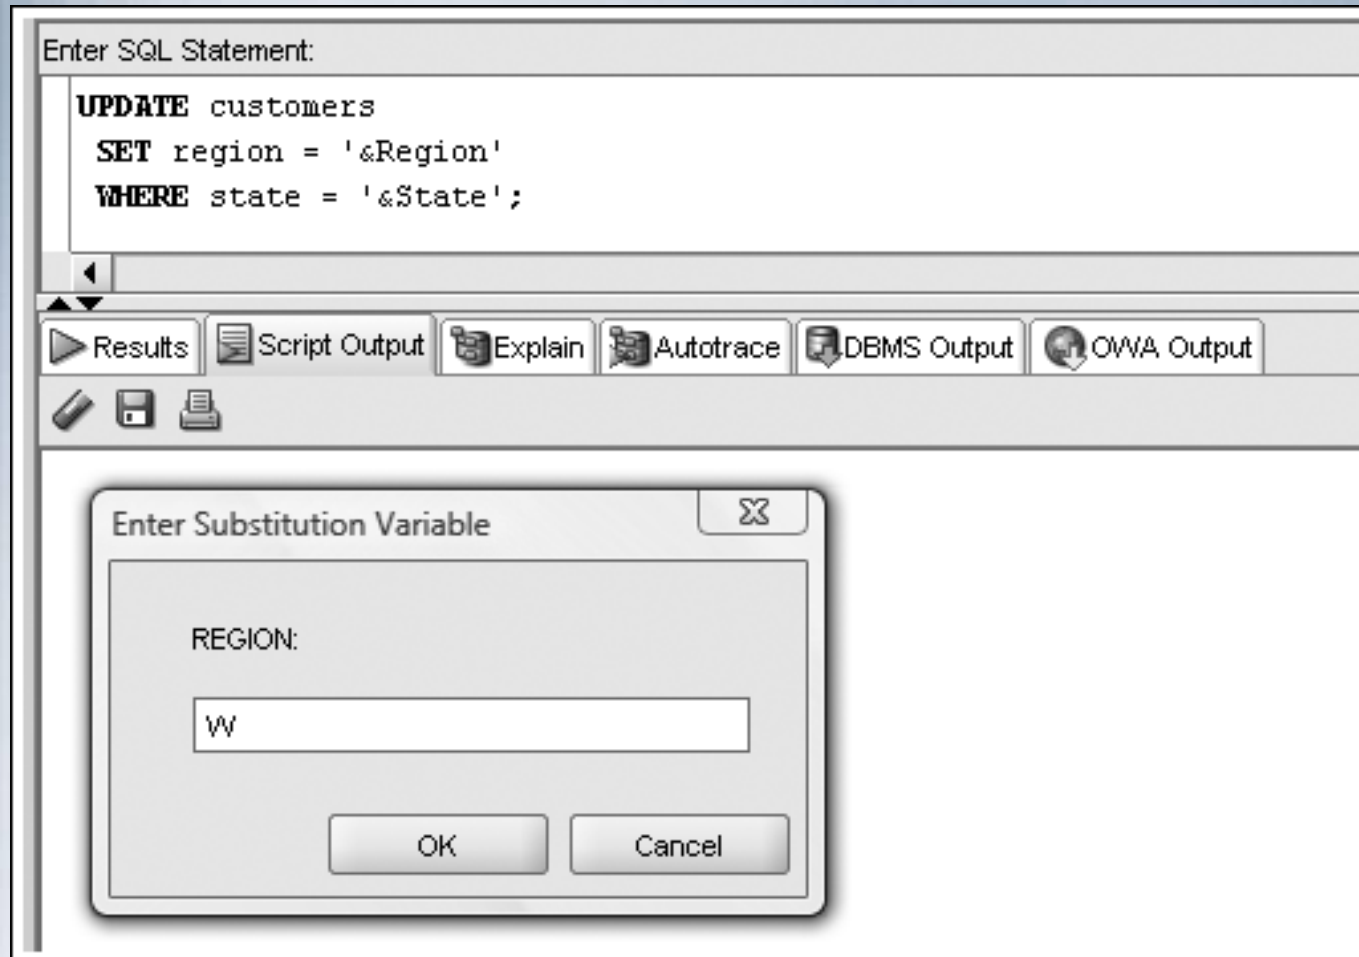 Enter SQL Statement:
UPDATE customers
SET region = '&Region'
WHERE state = '&State';
Results Script Output Explain Autotrace DBMS Output OWA Output
Enter Substitution Variable
REGION:
W
OK Cancel